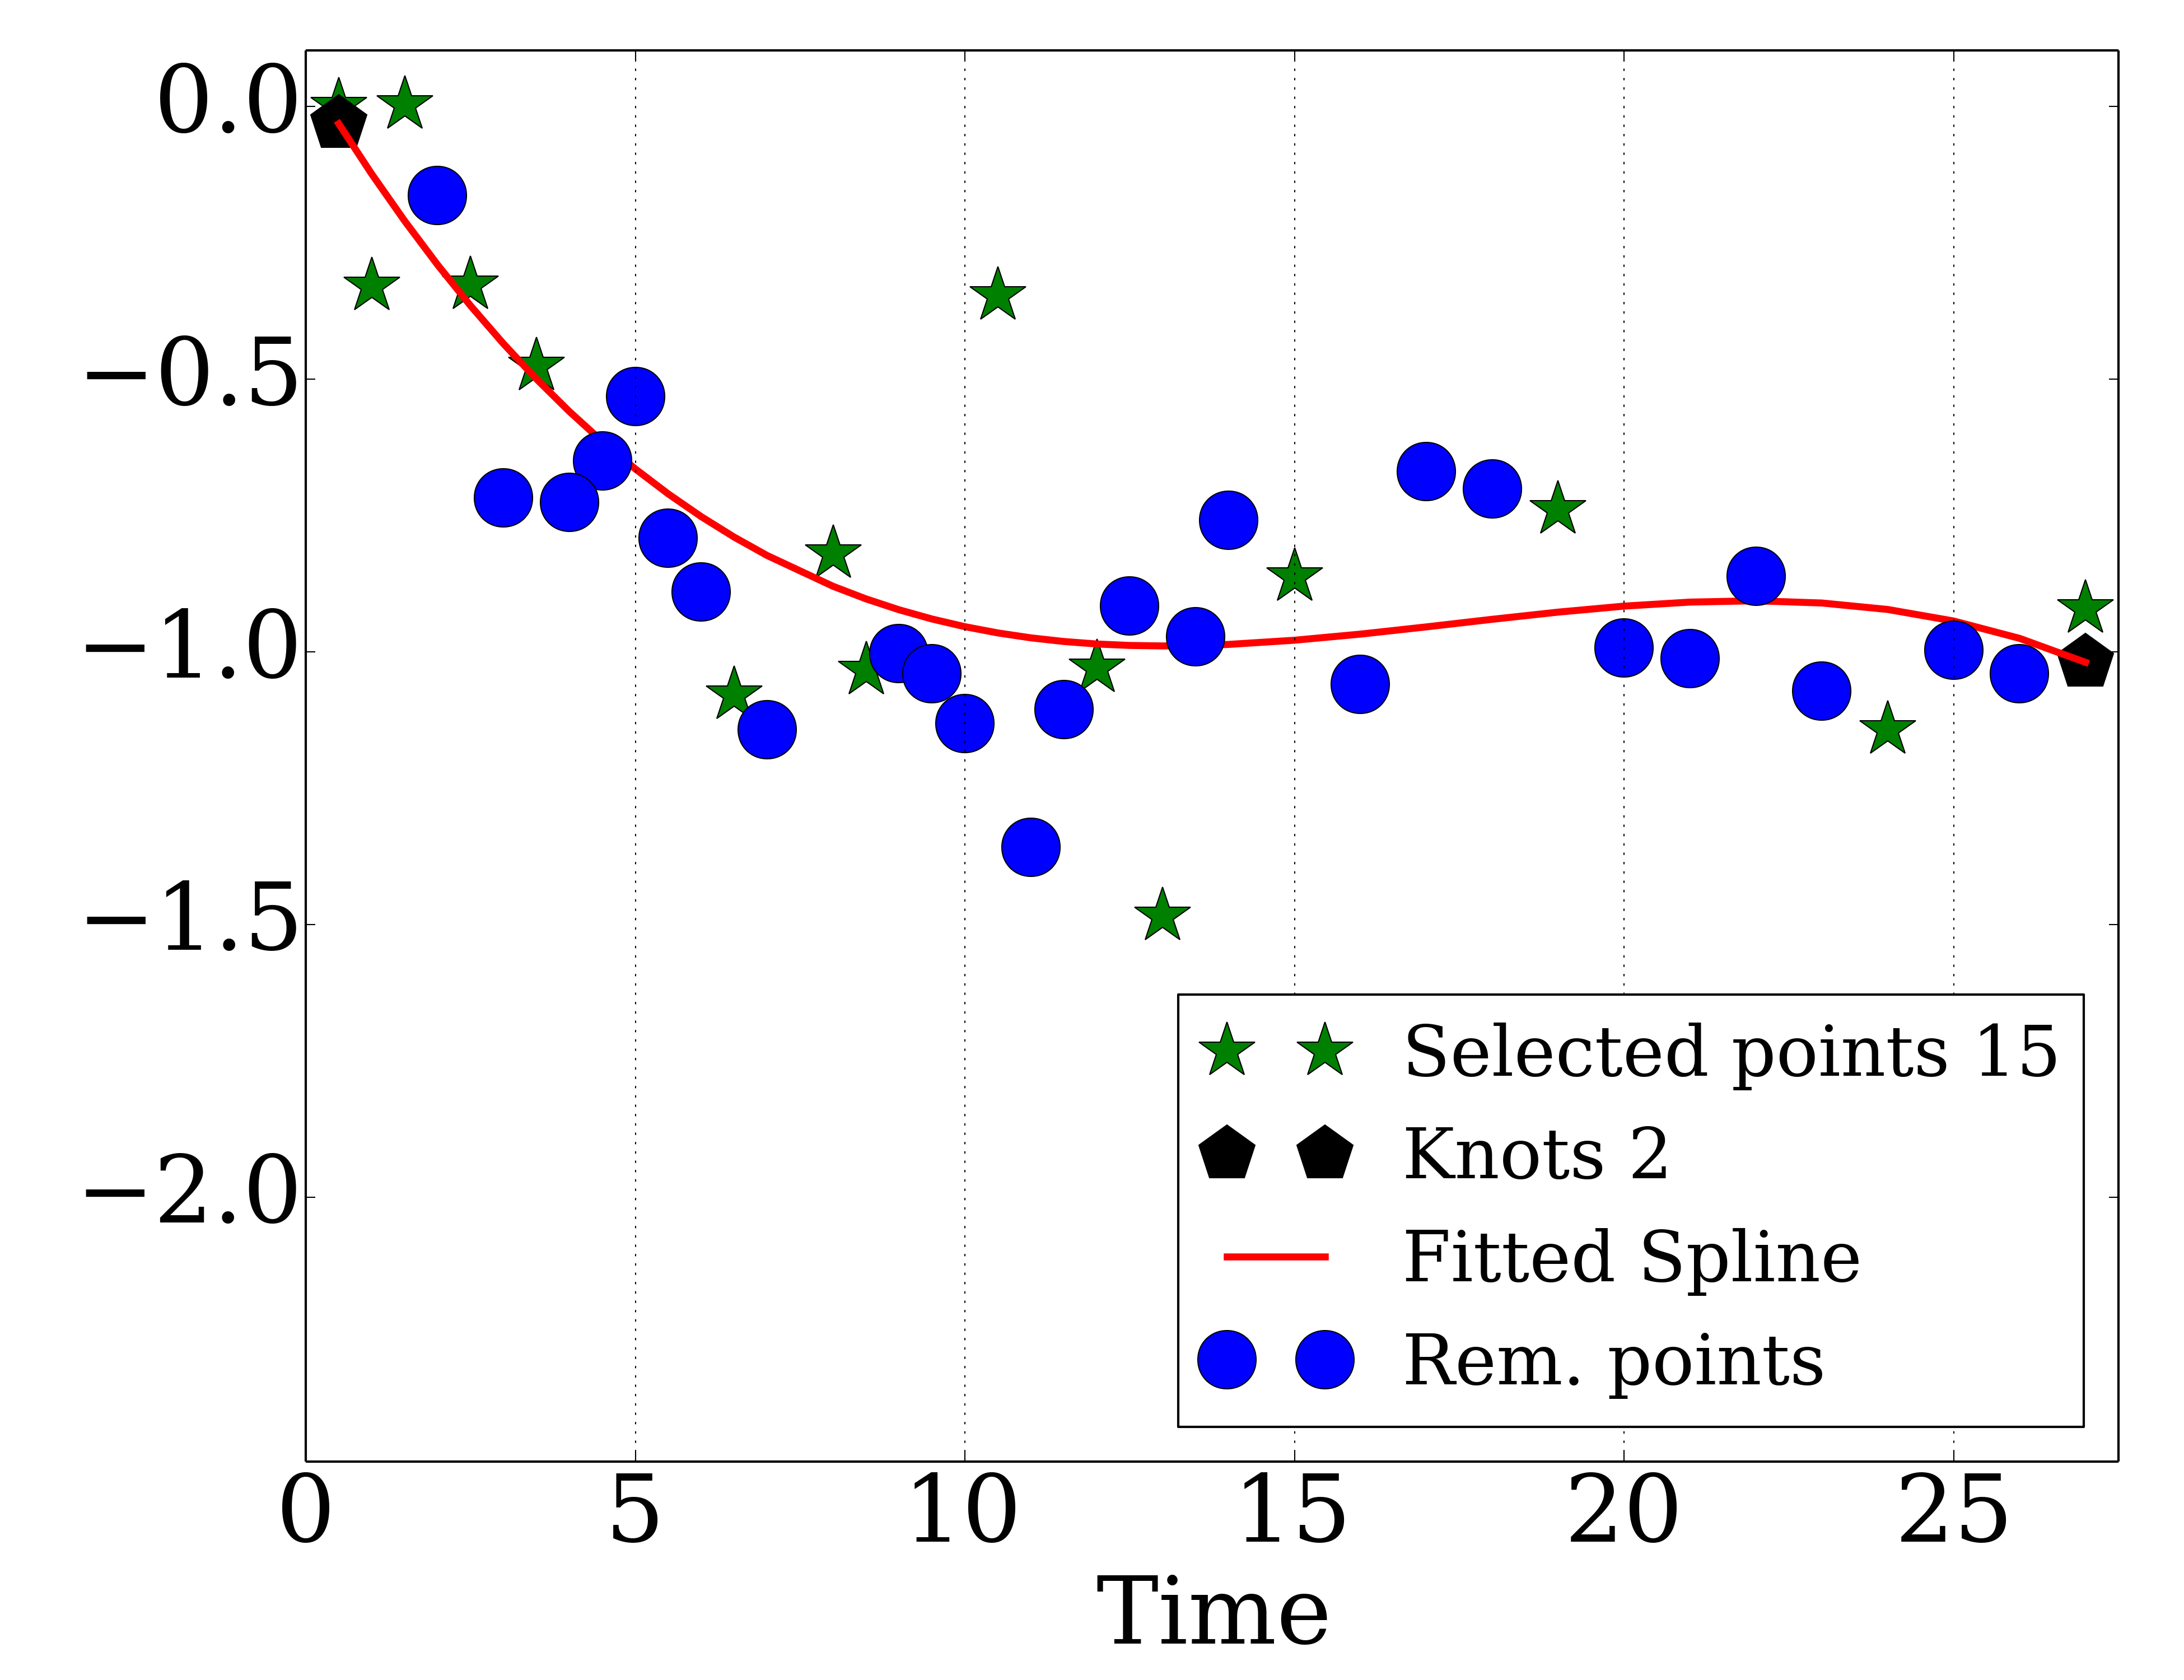 0.0
−0.5
−1.0
−1.5
−2.0
Selected points 15
Knots 2
Fitted Spline
Rem. points
0 5 10 15 20 25
Time